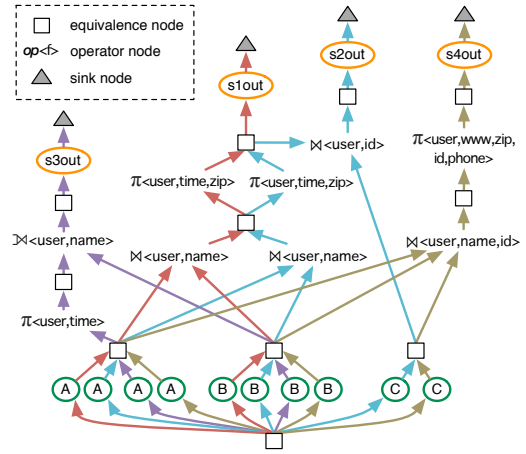 equivalence node
op<f> operator node
sink node
s1out
s2out
s4out
s3out
⋈<user,id>
π<user,www,zip,
id,phone>
π<user,time,zip>
π<user,time,zip>
⟕<user,name>
⋈<user,name>
⋈<user,name>
⋈<user,name,id>
π<user,time>
A
A
A
A
B
B
B
B
C
C